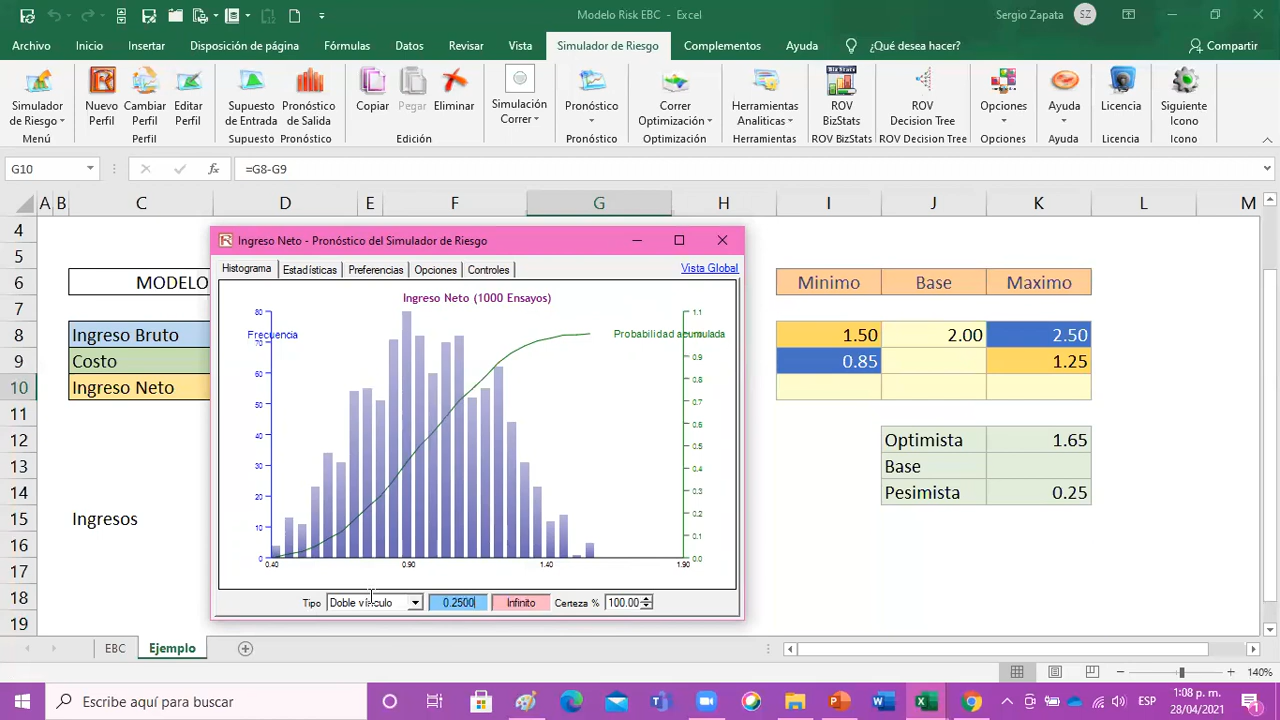 Modelo Risk EBC - Excel
Sergio Zapata SZ
Archivo Inicio Insertar Disposición de página Fórmulas Datos Revisar Vista Simulador de Riesgo Complementos Ayuda ¿Qué desea hacer? Compartir
Simulador de Riesgo
Nuevo Perfil
Cambiar Perfil
Editar Perfil
Supuesto de Entrada
Pronóstico de Salida
Copiar
Pegar
Eliminar
Simulación Correr
Pronóstico
Correr Optimización
Herramientas Analiticas
ROV BizStats
ROV Decision Tree
Opciones
Ayuda
Licencia
Siguiente Icono
Menú Perfil Supuesto Pronóstico Edición Pronóstico Optimización Herramientas ROV BizStats ROV Decision Tree Opciones Ayuda Licencia Icono
G10 fx =G8-G9
A B C D E F G H I J K L M
4
5
6 MODELO Minimo Base Maximo
7
8 Ingreso Bruto 1.50 2.00 2.50
9 Costo 0.85 1.25
10 Ingreso Neto
11
12 Optimista 1.65
13 Base
14 Pesimista 0.25
15 Ingresos
16
17
18
19
Ingreso Neto - Pronóstico del Simulador de Riesgo
Histograma Estadísticas Preferencias Opciones Controles Vista Global
Ingreso Neto (1000 Ensayos)
Frecuencia
Probabilidad acumulada
80
70
60
50
40
30
20
10
0
1.1
1.0
0.9
0.8
0.7
0.6
0.5
0.4
0.3
0.2
0.1
0.0
0.40 0.90 1.40 1.90
Tipo Doble vínculo 0.2500 Infinito Certeza % 100.00
EBC Ejemplo
140%
Escribe aquí para buscar
ESP
1:08 p. m.
28/04/2021
1